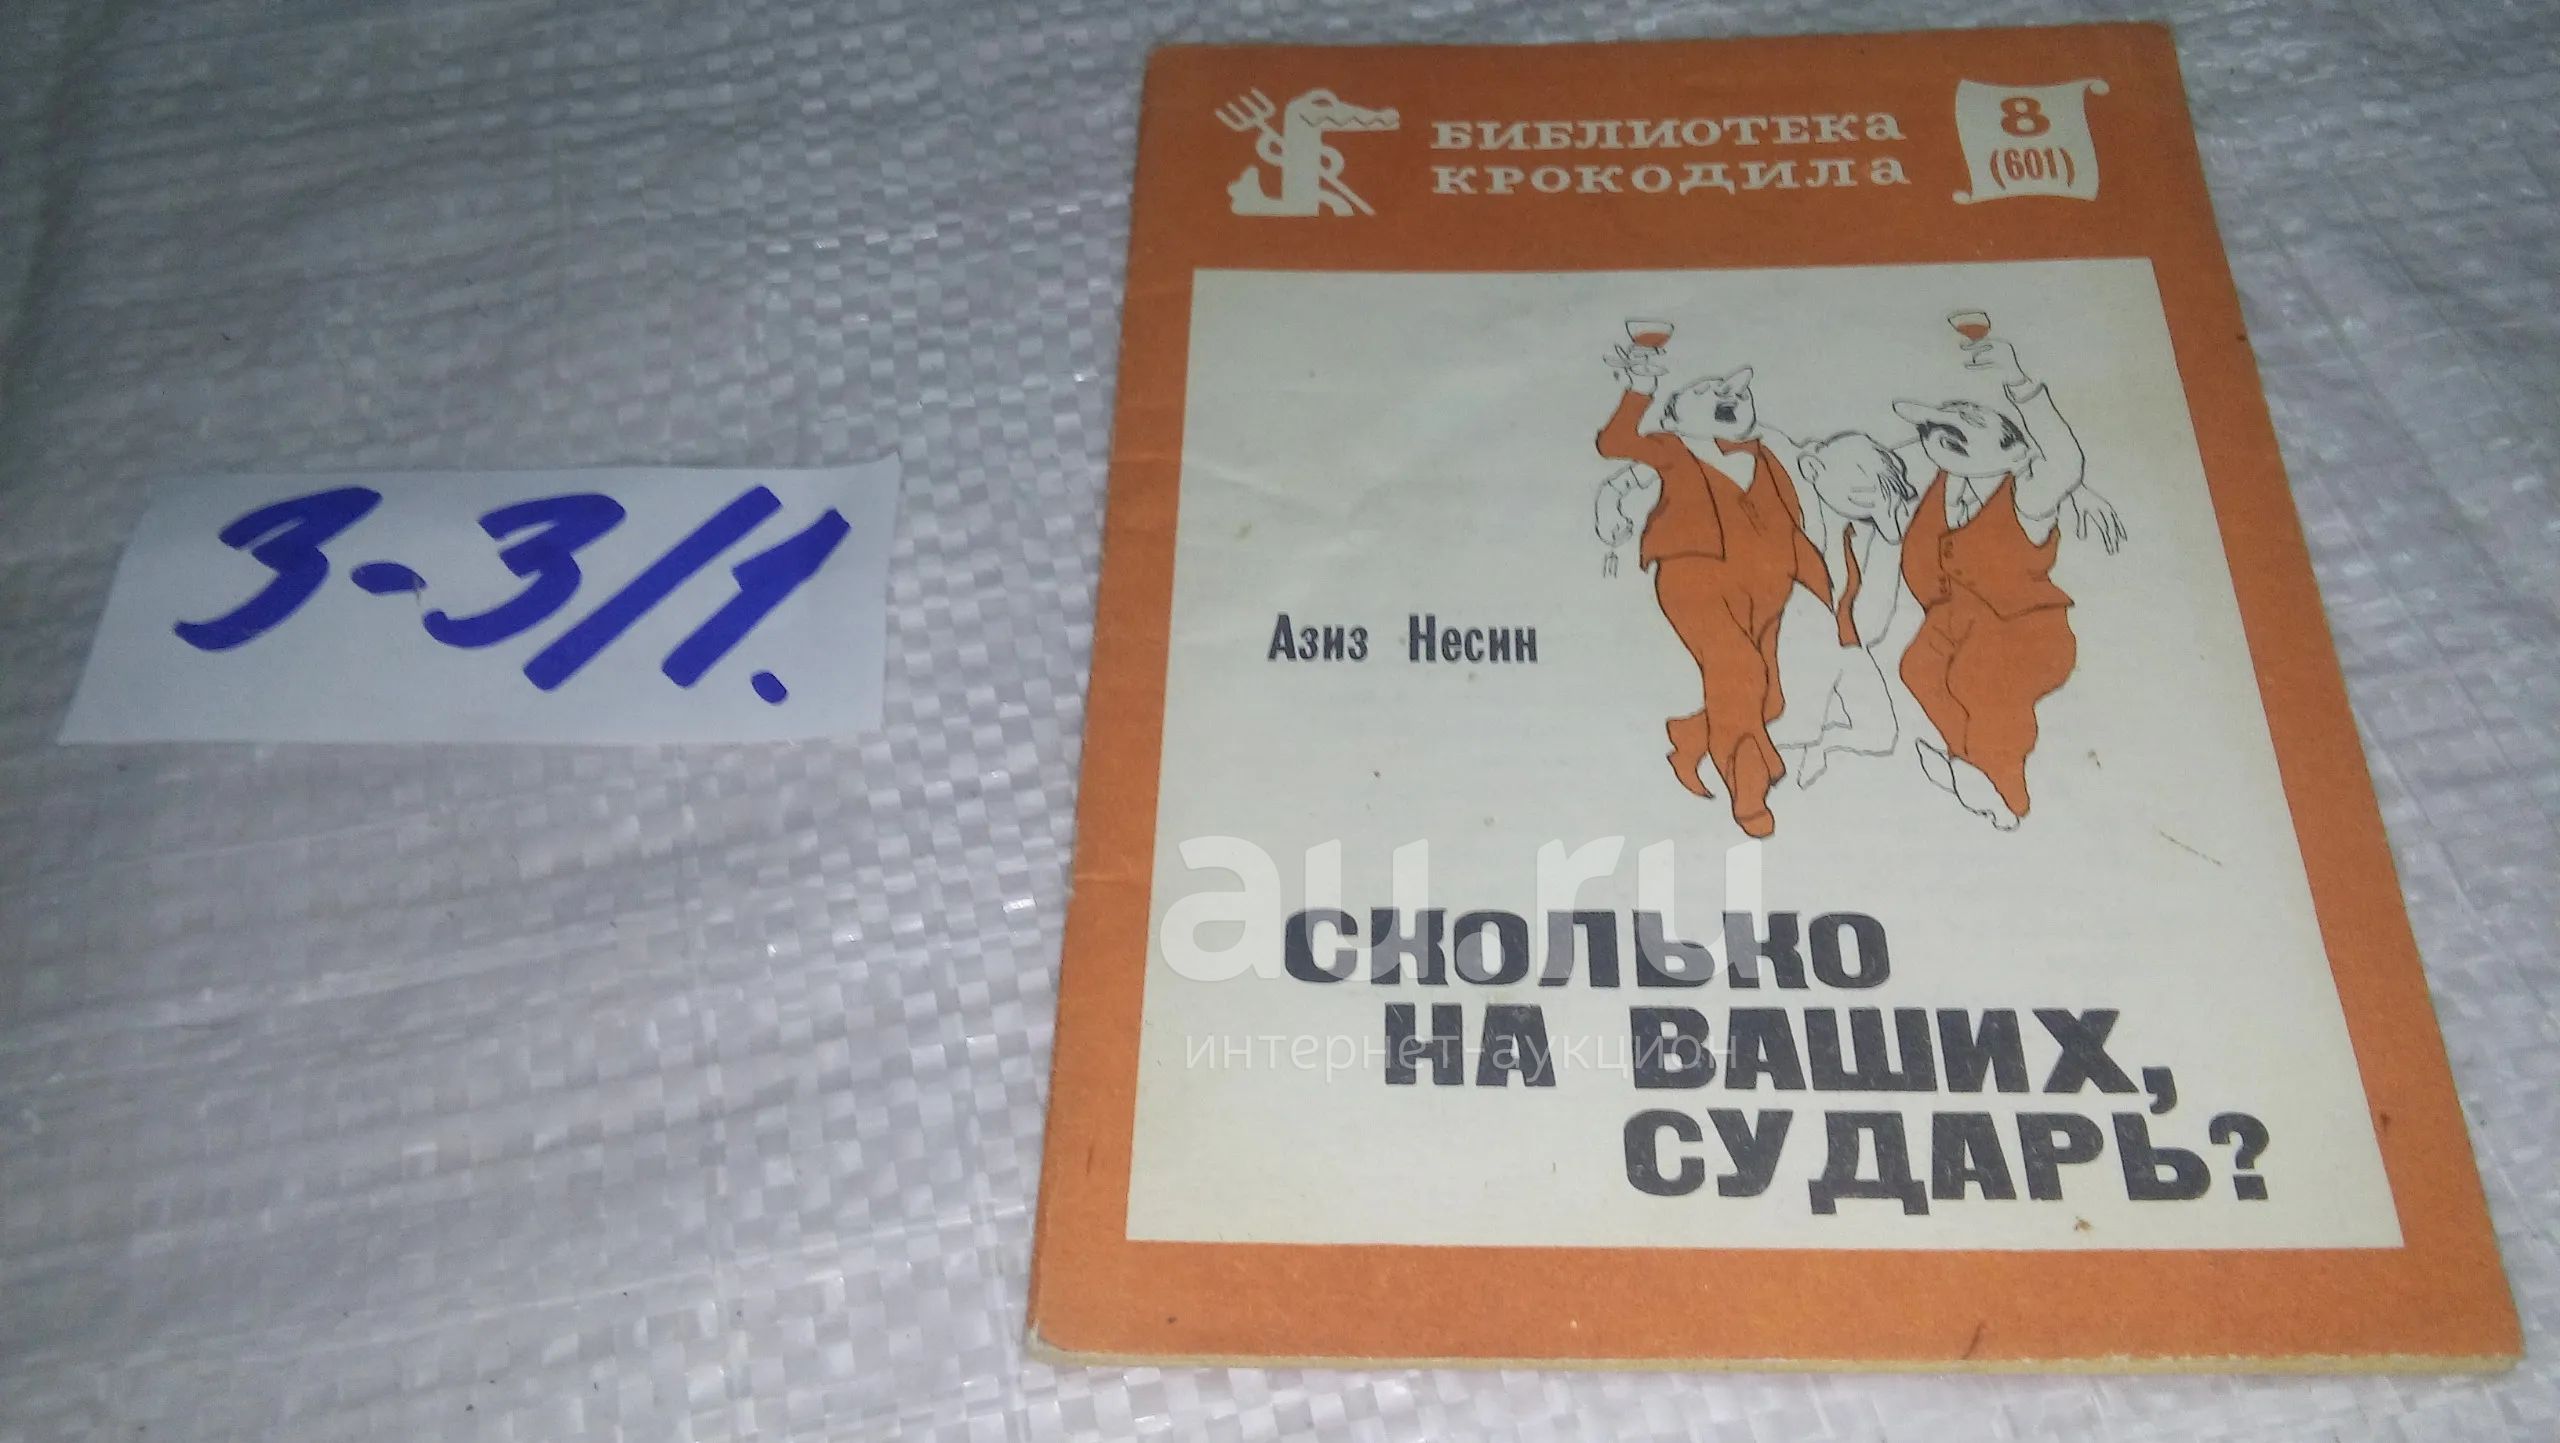 3-3/1.
БИБЛИОТЕКА
КРОКОДИЛА
8
(601)
Азиз Несин
СКОЛЬКО
НА ВАШИХ,
СУДАРЬ?
au.ru
интернет-аукцион